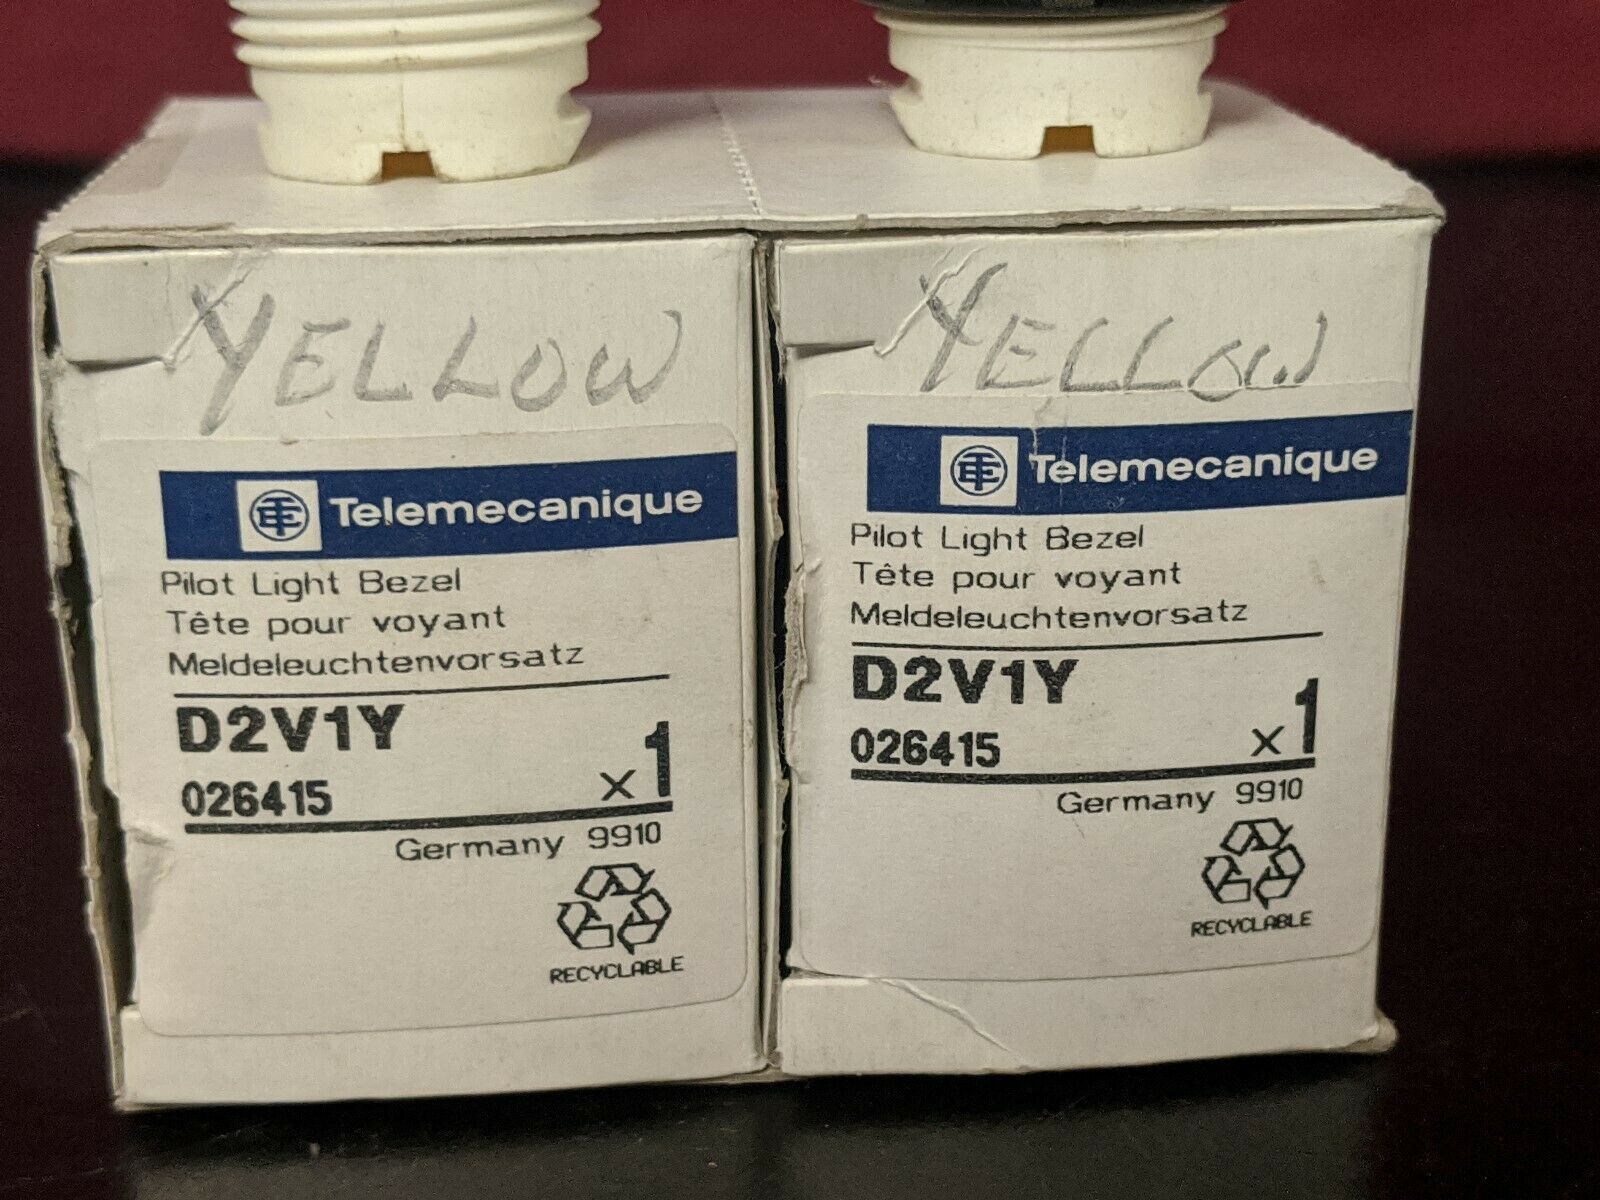 YELLOW
Telemecanique
Pilot Light Bezel
Tête pour voyant
Meldeleuchtenvorsatz
D2V1Y
026415 x1
Germany 9910
RECYCLABLE
YELLOW
Telemecanique
Pilot Light Bezel
Tête pour voyant
Meldeleuchtenvorsatz
D2V1Y
026415 x1
Germany 9910
RECYCLABLE